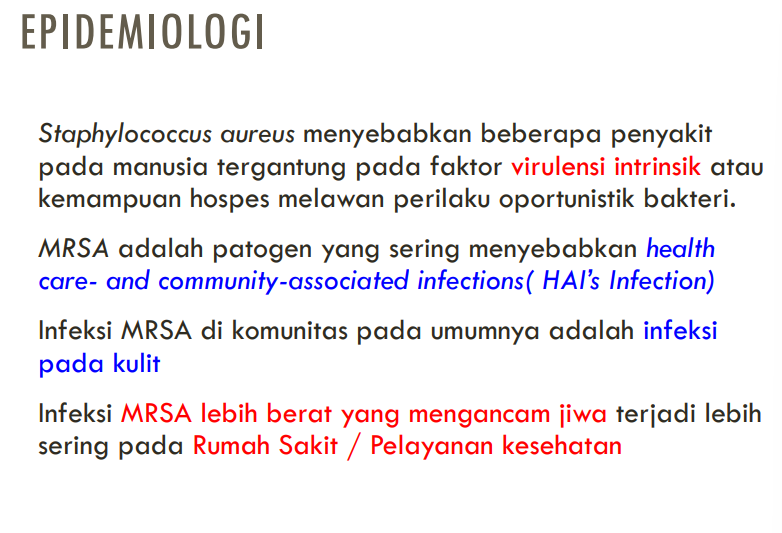 EPIDEMIOLOGI
Staphylococcus aureus menyebabkan beberapa penyakit
pada manusia tergantung pada faktor virulensi intrinsik atau
kemampuan hospes melawan perilaku oportunistik bakteri.
MRSA adalah patogen yang sering menyebabkan health
care- and community-associated infections( HAI's Infection)
Infeksi MRSA di komunitas pada umumnya adalah infeksi
pada kulit
Infeksi MRSA lebih berat yang mengancam jiwa terjadi lebih
sering pada Rumah Sakit / Pelayanan kesehatan